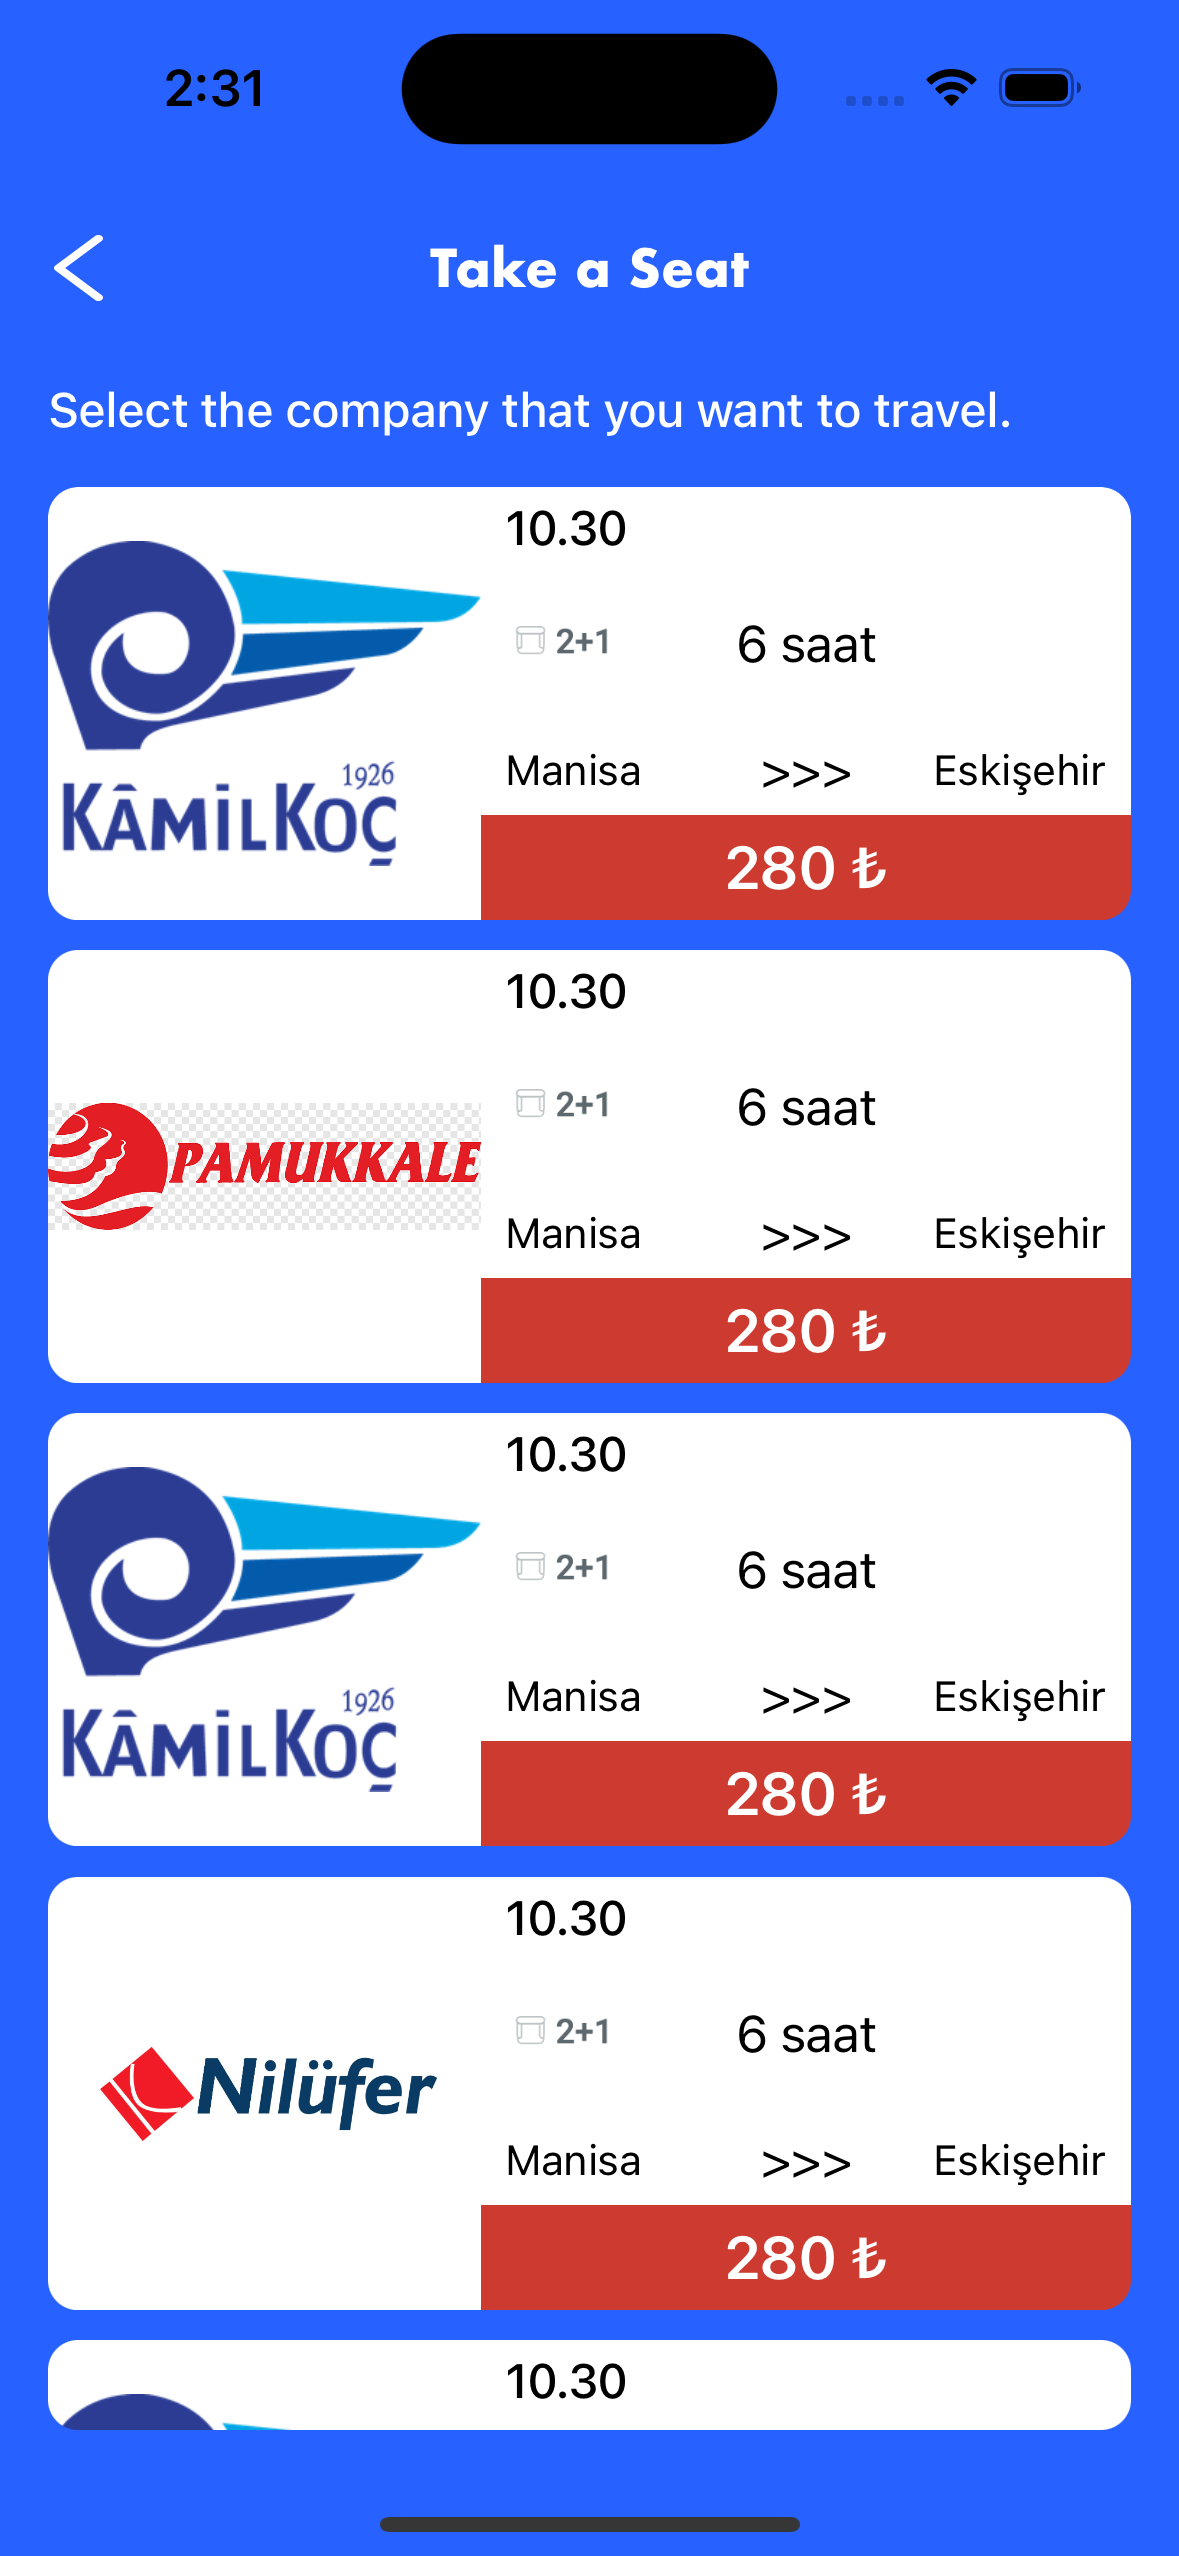 2:31
Take a Seat
Select the company that you want to travel.
10.30
2+1 6 saat
Manisa >>> Eskişehir
1926
KÂMİLKOÇ
280 ₺
10.30
2+1 6 saat
PAMUKKALE
Manisa >>> Eskişehir
280 ₺
10.30
2+1 6 saat
Manisa >>> Eskişehir
1926
KÂMİLKOÇ
280 ₺
10.30
2+1 6 saat
Nilüfer
Manisa >>> Eskişehir
280 ₺
10.30